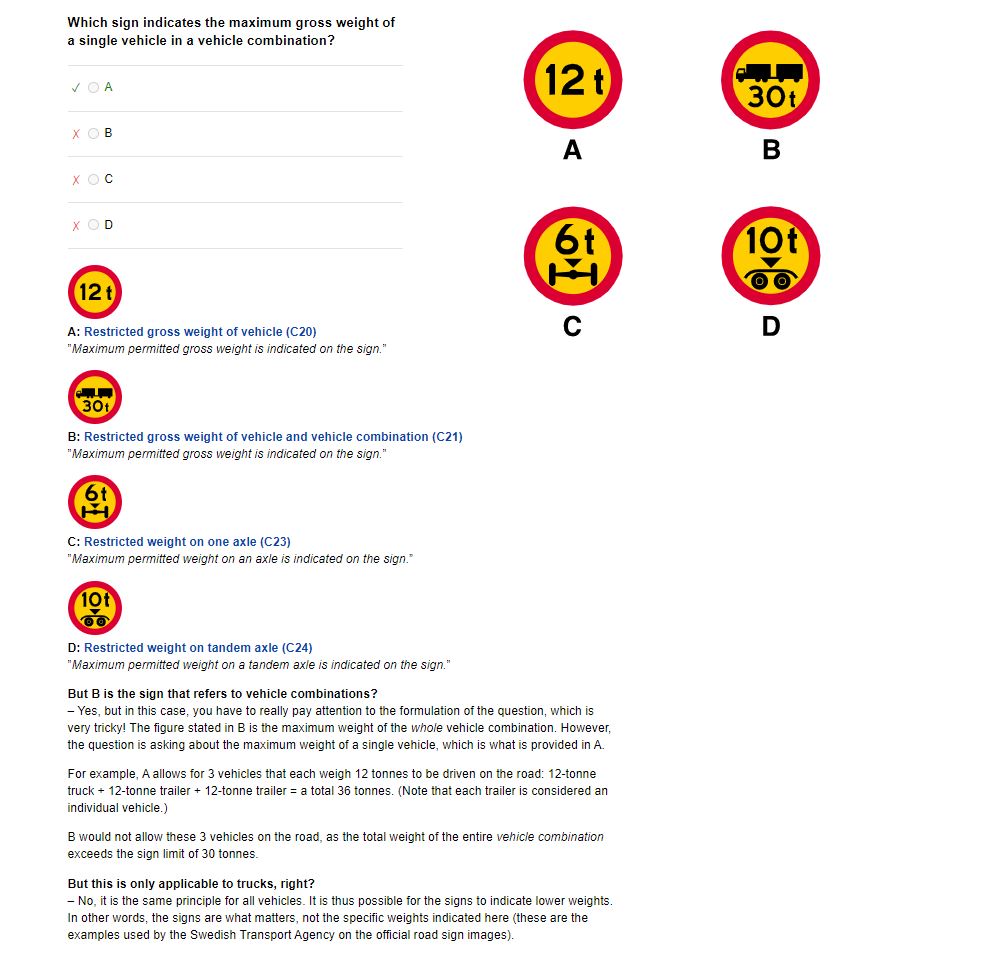 Which sign indicates the maximum gross weight of
a single vehicle in a vehicle combination?
A
B
C
D
12 t
A
30t
B
6t
C
10t
D
12 t
A: Restricted gross weight of vehicle (C20)
"Maximum permitted gross weight is indicated on the sign."
30t
B: Restricted gross weight of vehicle and vehicle combination (C21)
"Maximum permitted gross weight is indicated on the sign."
6t
C: Restricted weight on one axle (C23)
"Maximum permitted weight on an axle is indicated on the sign."
10t
D: Restricted weight on tandem axle (C24)
"Maximum permitted weight on a tandem axle is indicated on the sign."
But B is the sign that refers to vehicle combinations?
– Yes, but in this case, you have to really pay attention to the formulation of the question, which is
very tricky! The figure stated in B is the maximum weight of the whole vehicle combination. However,
the question is asking about the maximum weight of a single vehicle, which is what is provided in A.
For example, A allows for 3 vehicles that each weigh 12 tonnes to be driven on the road: 12-tonne
truck + 12-tonne trailer + 12-tonne trailer = a total 36 tonnes. (Note that each trailer is considered an
individual vehicle.)
B would not allow these 3 vehicles on the road, as the total weight of the entire vehicle combination
exceeds the sign limit of 30 tonnes.
But this is only applicable to trucks, right?
– No, it is the same principle for all vehicles. It is thus possible for the signs to indicate lower weights.
In other words, the signs are what matters, not the specific weights indicated here (these are the
examples used by the Swedish Transport Agency on the official road sign images).